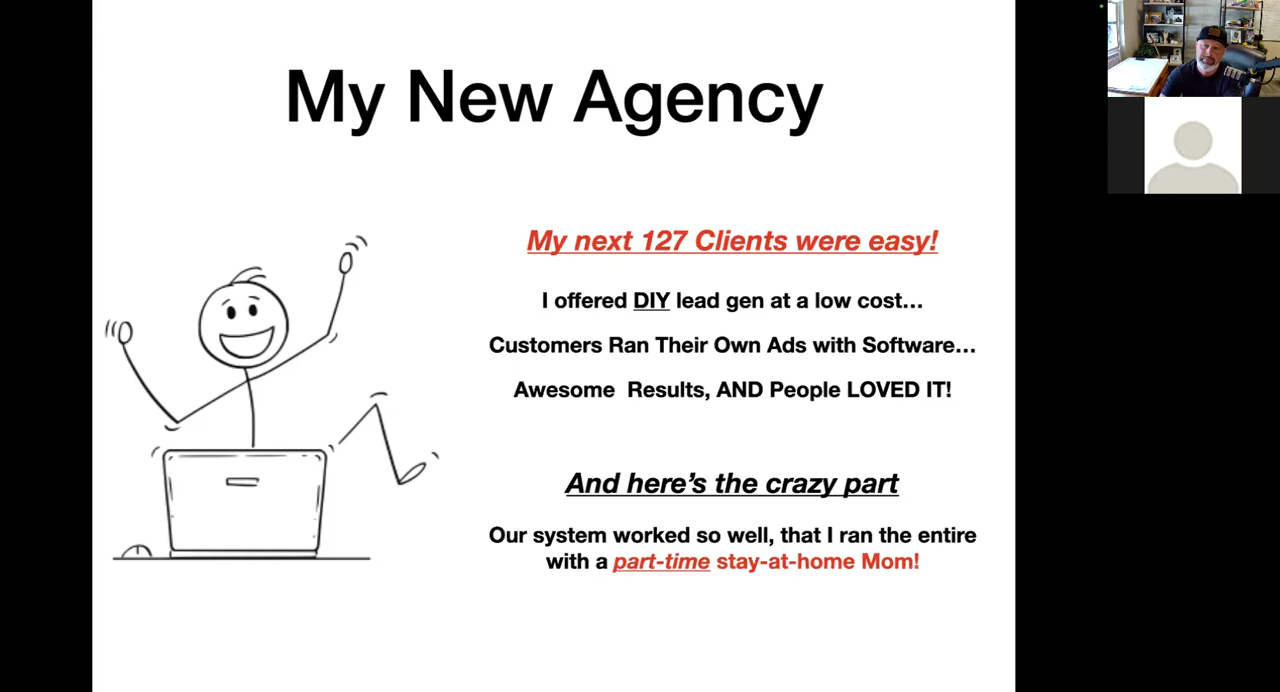 My New Agency
My next 127 Clients were easy!
I offered DIY lead gen at a low cost…
Customers Ran Their Own Ads with Software…
Awesome  Results, AND People LOVED IT!
And here’s the crazy part
Our system worked so well, that I ran the entire
with a part-time stay-at-home Mom!